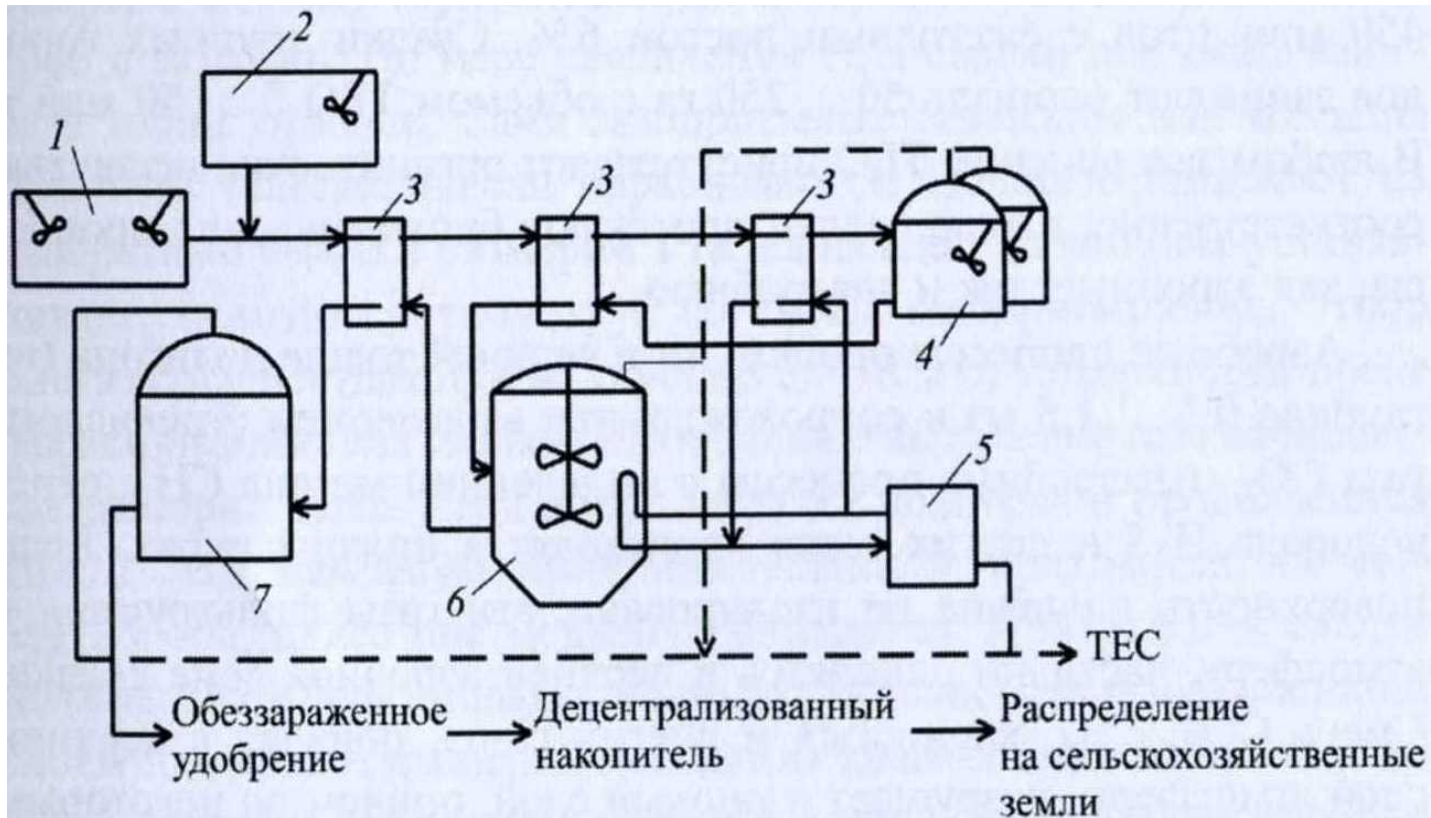 2
1
3
3
3
4
5
6
7
ТЕС
Обеззараженное
удобрение
Децентрализованный
накопитель
Распределение
на сельскохозяйственные
земли